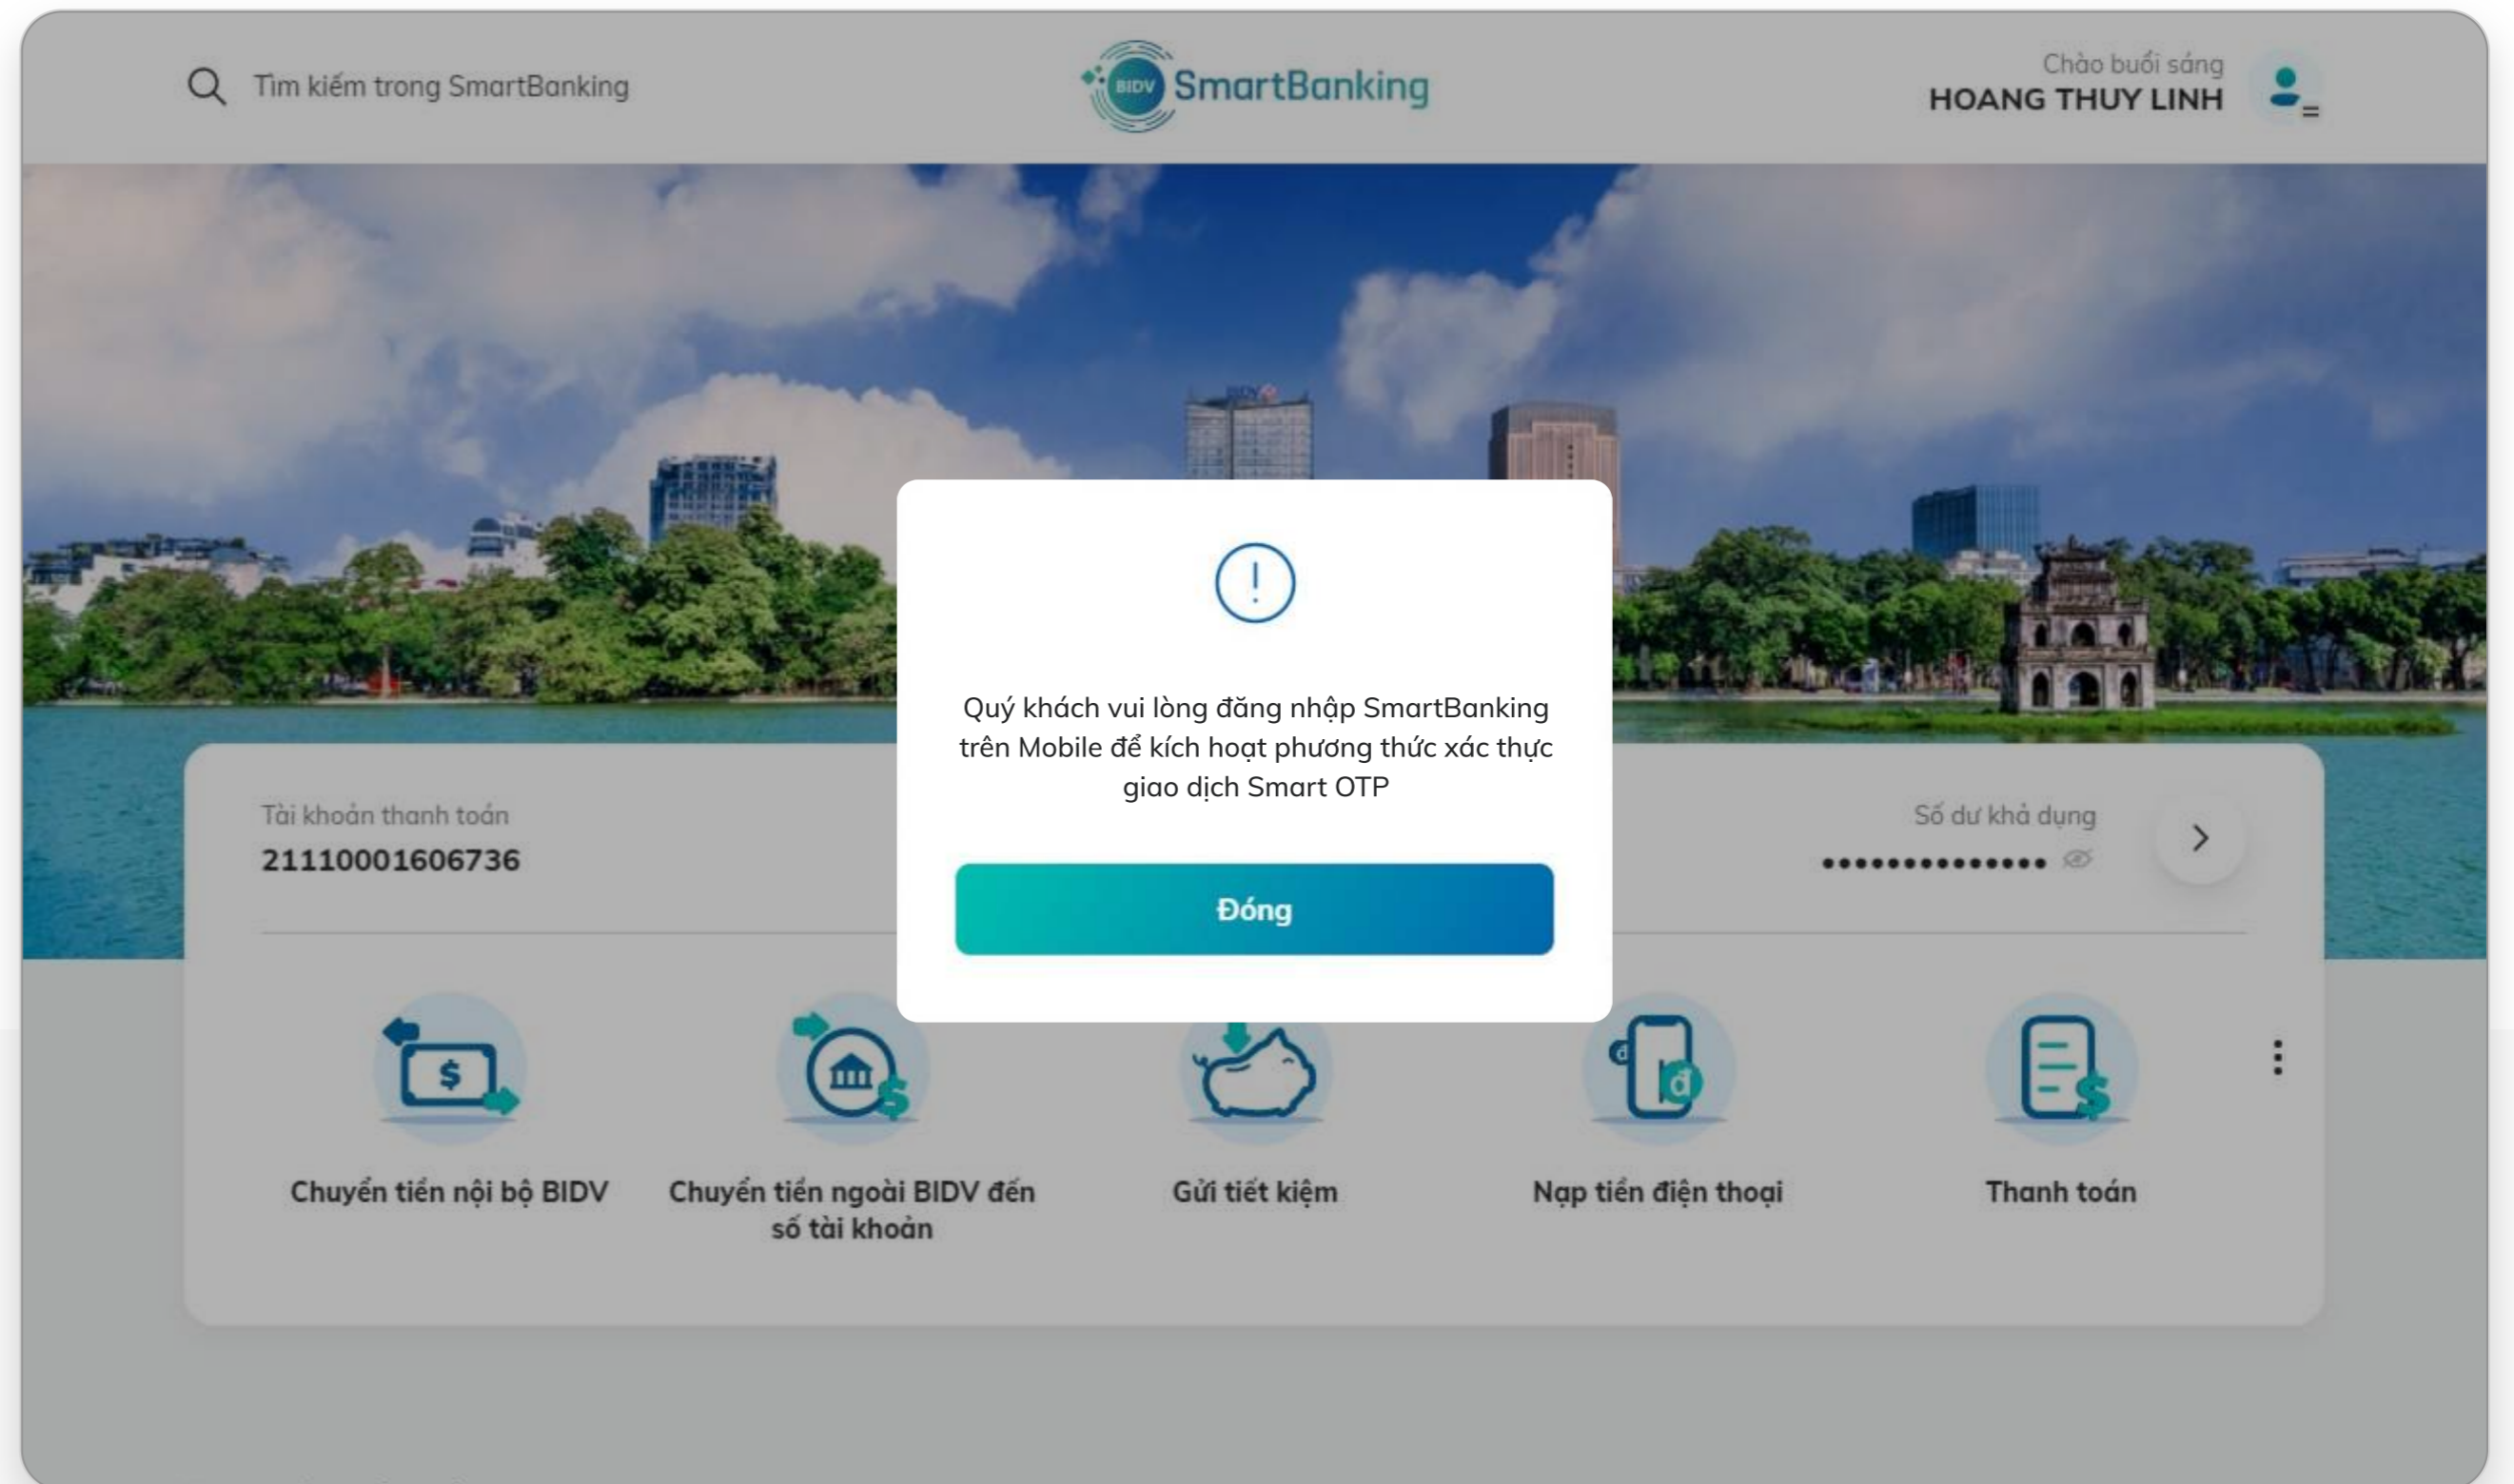 Tìm kiếm trong SmartBanking
BIDV SmartBanking
Chào buổi sáng
HOANG THUY LINH
Quý khách vui lòng đăng nhập SmartBanking
trên Mobile để kích hoạt phương thức xác thực
giao dịch Smart OTP
Đóng
Tài khoản thanh toán
21110001606736
Số dư khả dụng
Chuyển tiền nội bộ BIDV
Chuyển tiền ngoài BIDV đến
số tài khoản
Gửi tiết kiệm
Nạp tiền điện thoại
Thanh toán